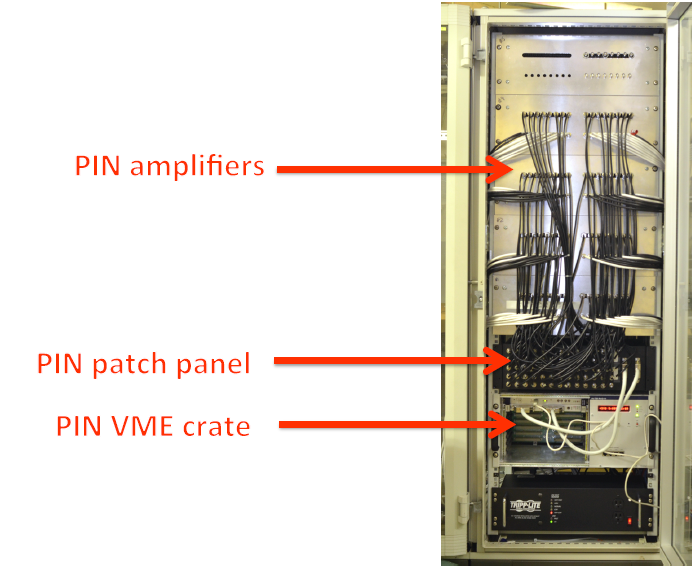 PIN amplifiers
PIN patch panel
PIN VME crate
TRIPP-LITE